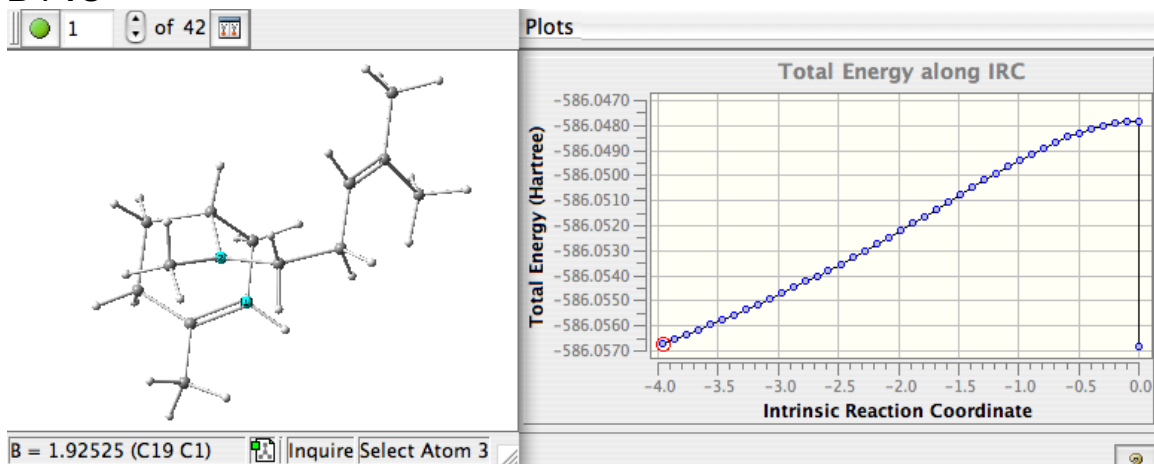 1 of 42
Plots
Total Energy along IRC
Total Energy (Hartree)
-586.0470
-586.0480
-586.0490
-586.0500
-586.0510
-586.0520
-586.0530
-586.0540
-586.0550
-586.0560
-586.0570
-4.0 -3.5 -3.0 -2.5 -2.0 -1.5 -1.0 -0.5 0.0
Intrinsic Reaction Coordinate
B = 1.92525 (C19 C1) Inquire Select Atom 3